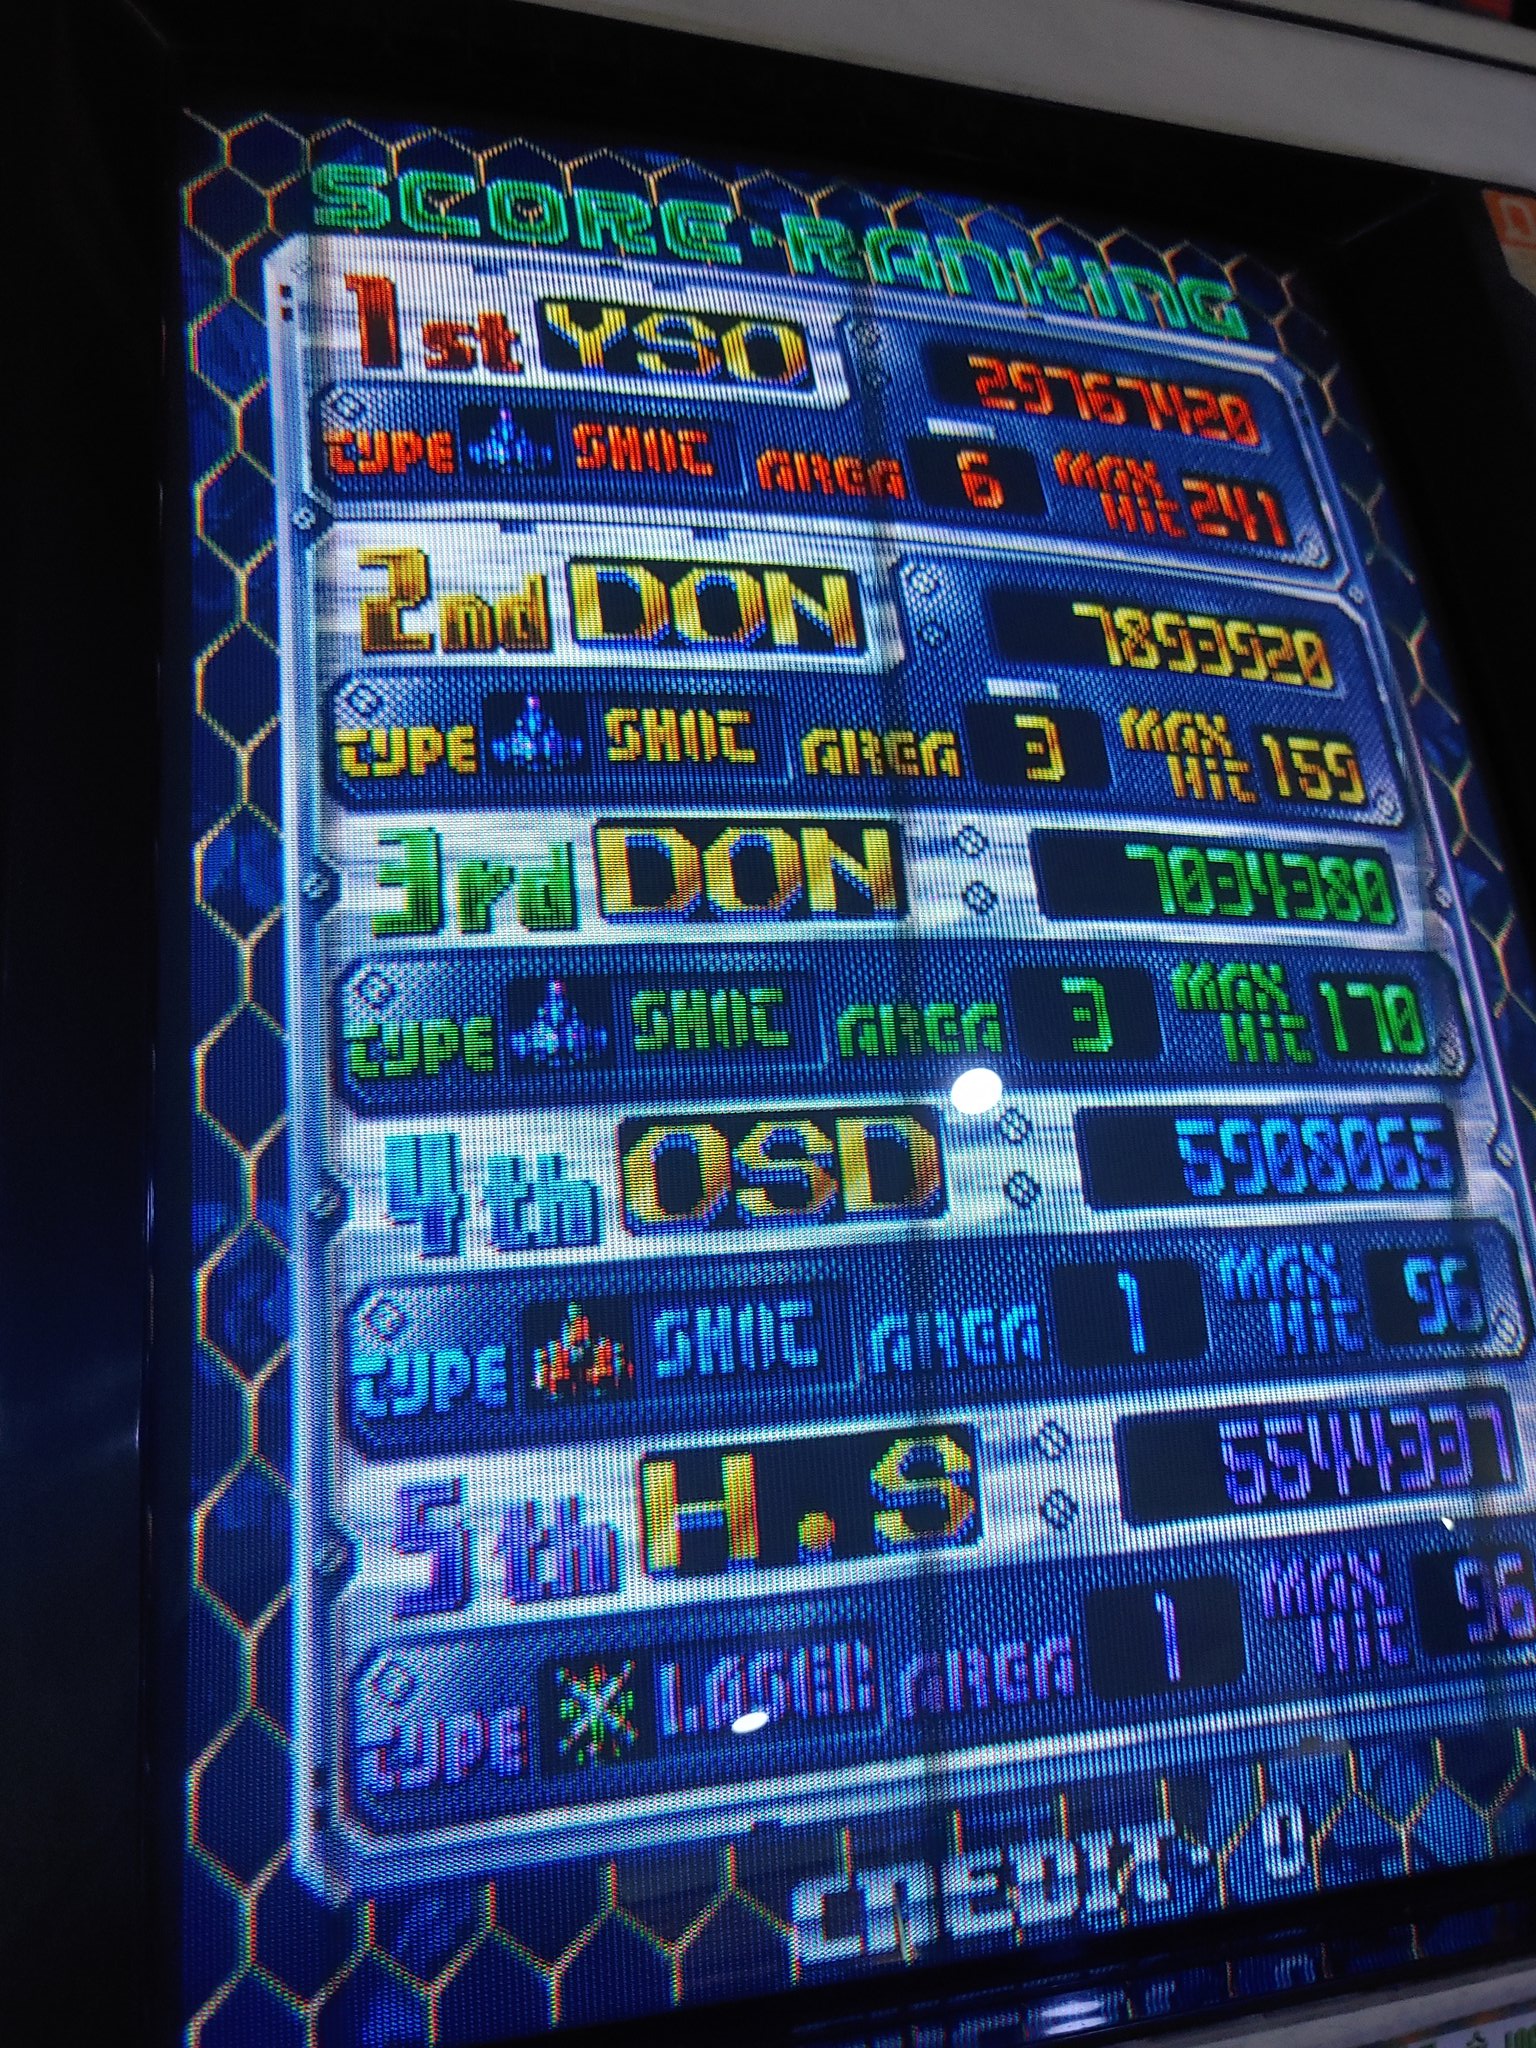 SCORE·RANKING
1st YSO 29767420
TYPE SHOT AREA 6 MAX Hit 241
2nd DON 7893920
TYPE SHOT AREA 3 MAX Hit 159
3rd DON 7034380
TYPE SHOT AREA 3 MAX Hit 170
4th OSD 5908065
TYPE SHOT AREA 1 MAX Hit 96
5th H.S 5544337
TYPE LASER AREA 1 MAX Hit 96
CREDIT· 0